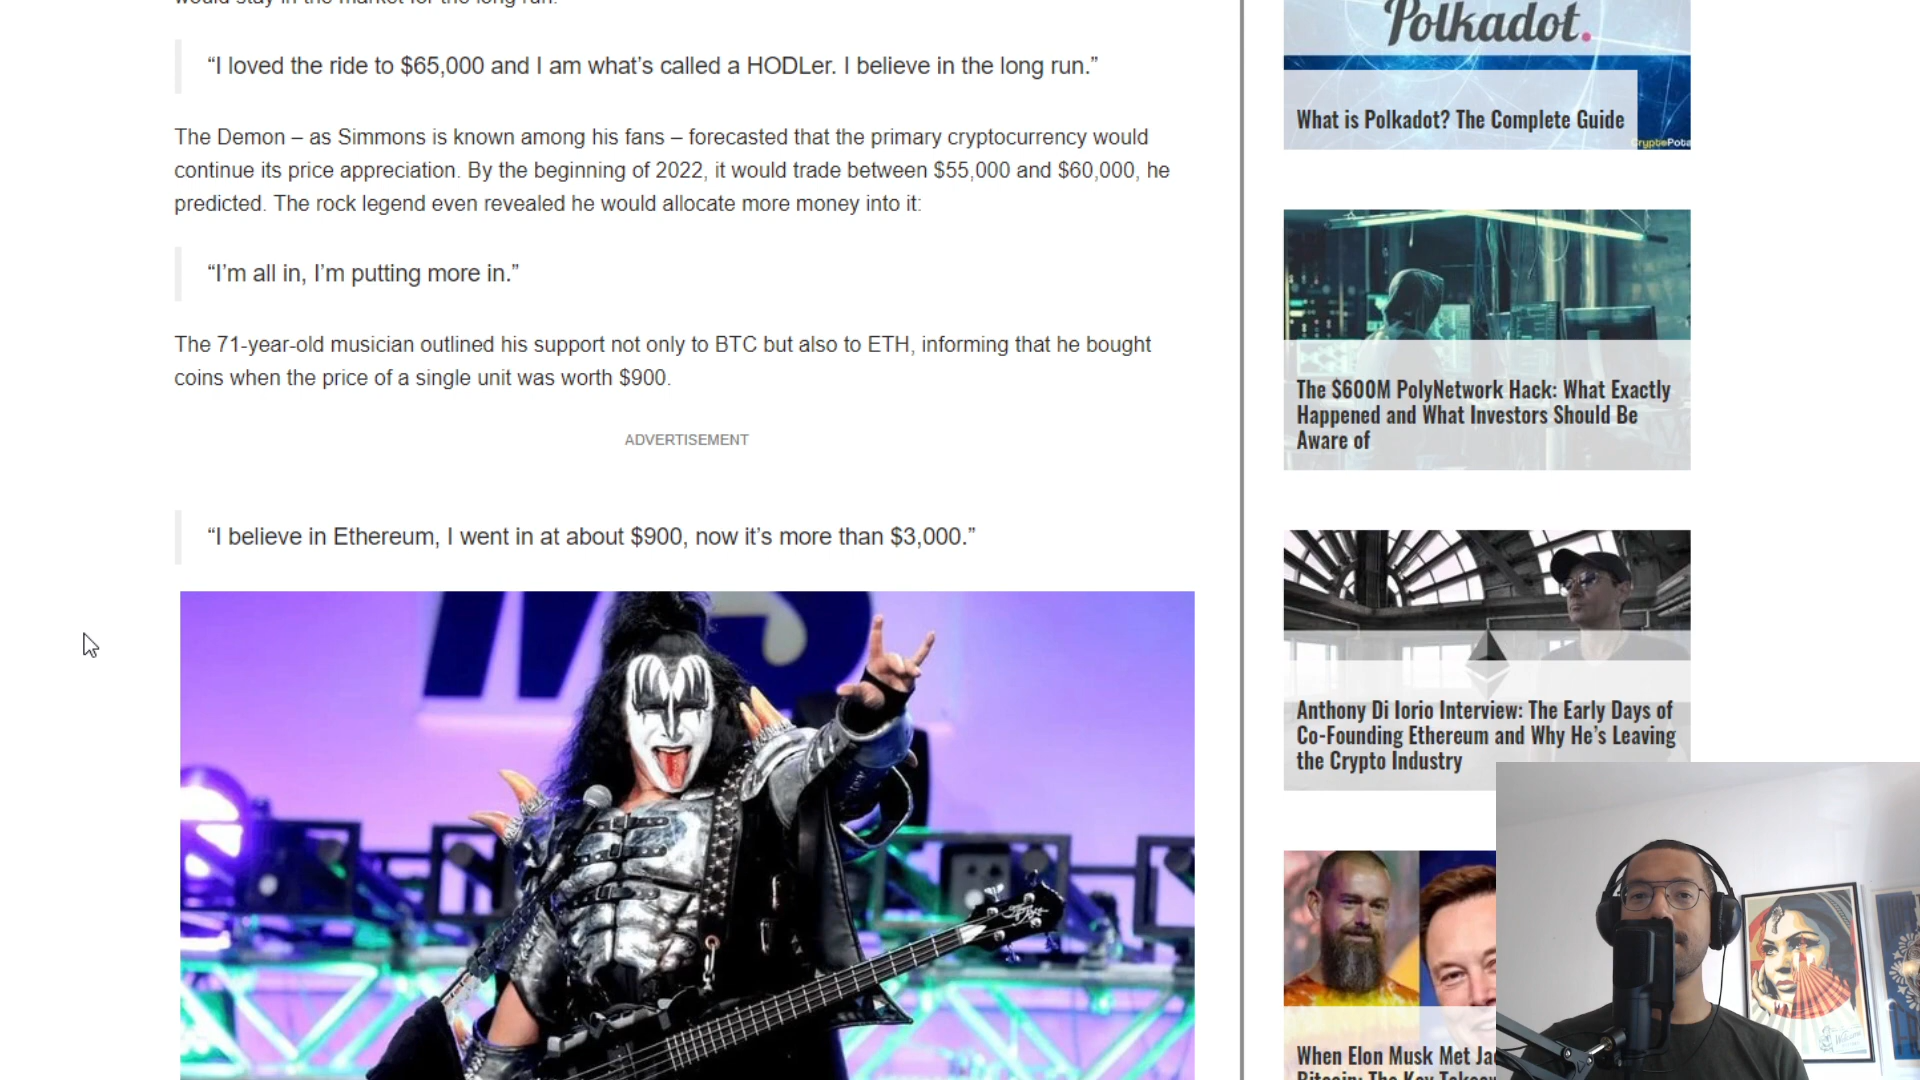 “I loved the ride to $65,000 and I am what’s called a HODLer. I believe in the long run.”
The Demon – as Simmons is known among his fans – forecasted that the primary cryptocurrency would
continue its price appreciation. By the beginning of 2022, it would trade between $55,000 and $60,000, he
predicted. The rock legend even revealed he would allocate more money into it:
“I’m all in, I’m putting more in.”
The 71-year-old musician outlined his support not only to BTC but also to ETH, informing that he bought
coins when the price of a single unit was worth $900.
ADVERTISEMENT
“I believe in Ethereum, I went in at about $900, now it’s more than $3,000.”
Polkadot.
What is Polkadot? The Complete Guide
The $600M PolyNetwork Hack: What Exactly
Happened and What Investors Should Be
Aware of
Anthony Di Iorio Interview: The Early Days of
Co-Founding Ethereum and Why He’s Leaving
the Crypto Industry
When Elon Musk Met